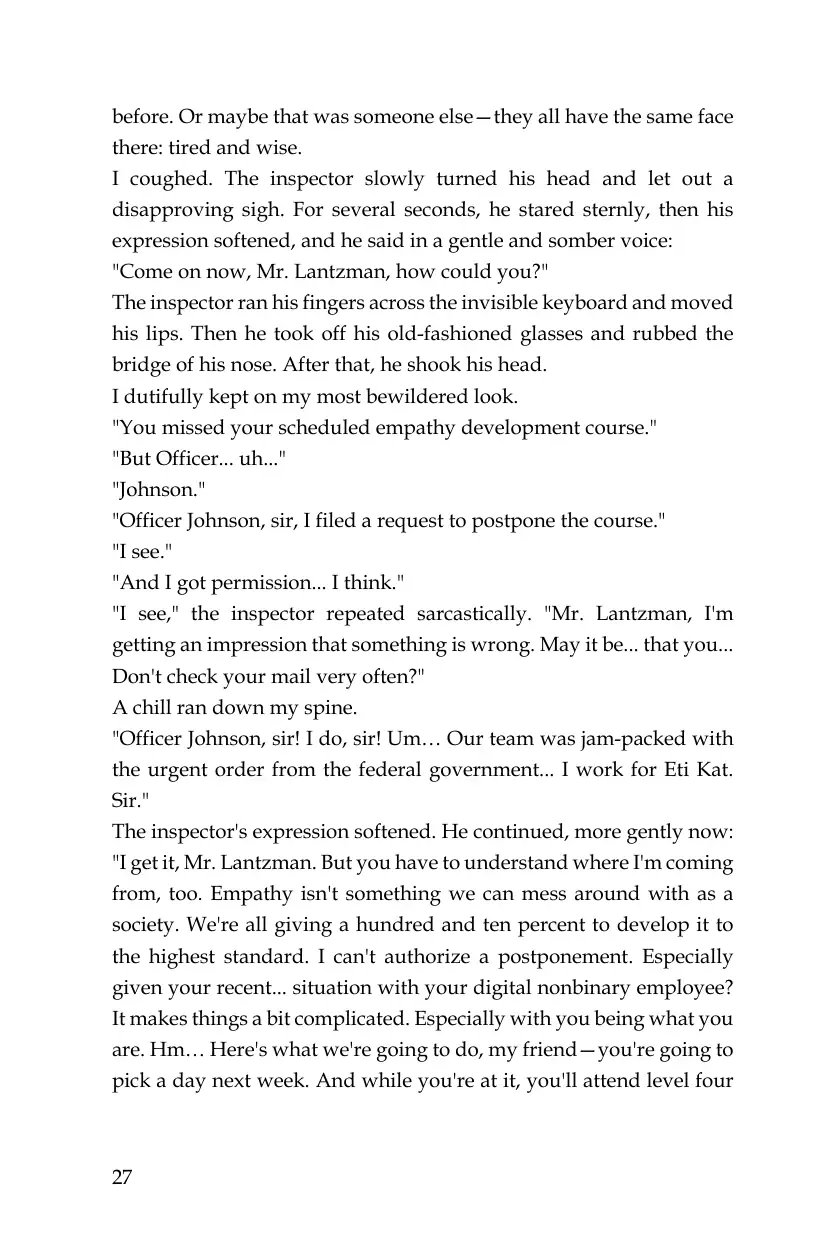 before. Or maybe that was someone else—they all have the same face
there: tired and wise.
I coughed. The inspector slowly turned his head and let out a
disapproving sigh. For several seconds, he stared sternly, then his
expression softened, and he said in a gentle and somber voice:
"Come on now, Mr. Lantzman, how could you?"
The inspector ran his fingers across the invisible keyboard and moved
his lips. Then he took off his old-fashioned glasses and rubbed the
bridge of his nose. After that, he shook his head.
I dutifully kept on my most bewildered look.
"You missed your scheduled empathy development course."
"But Officer... uh..."
"Johnson."
"Officer Johnson, sir, I filed a request to postpone the course."
"I see."
"And I got permission... I think."
"I see," the inspector repeated sarcastically. "Mr. Lantzman, I'm
getting an impression that something is wrong. May it be... that you...
Don't check your mail very often?"
A chill ran down my spine.
"Officer Johnson, sir! I do, sir! Um… Our team was jam-packed with
the urgent order from the federal government... I work for Eti Kat.
Sir."
The inspector's expression softened. He continued, more gently now:
"I get it, Mr. Lantzman. But you have to understand where I'm coming
from, too. Empathy isn't something we can mess around with as a
society. We're all giving a hundred and ten percent to develop it to
the highest standard. I can't authorize a postponement. Especially
given your recent... situation with your digital nonbinary employee?
It makes things a bit complicated. Especially with you being what you
are. Hm… Here's what we're going to do, my friend—you're going to
pick a day next week. And while you're at it, you'll attend level four
27